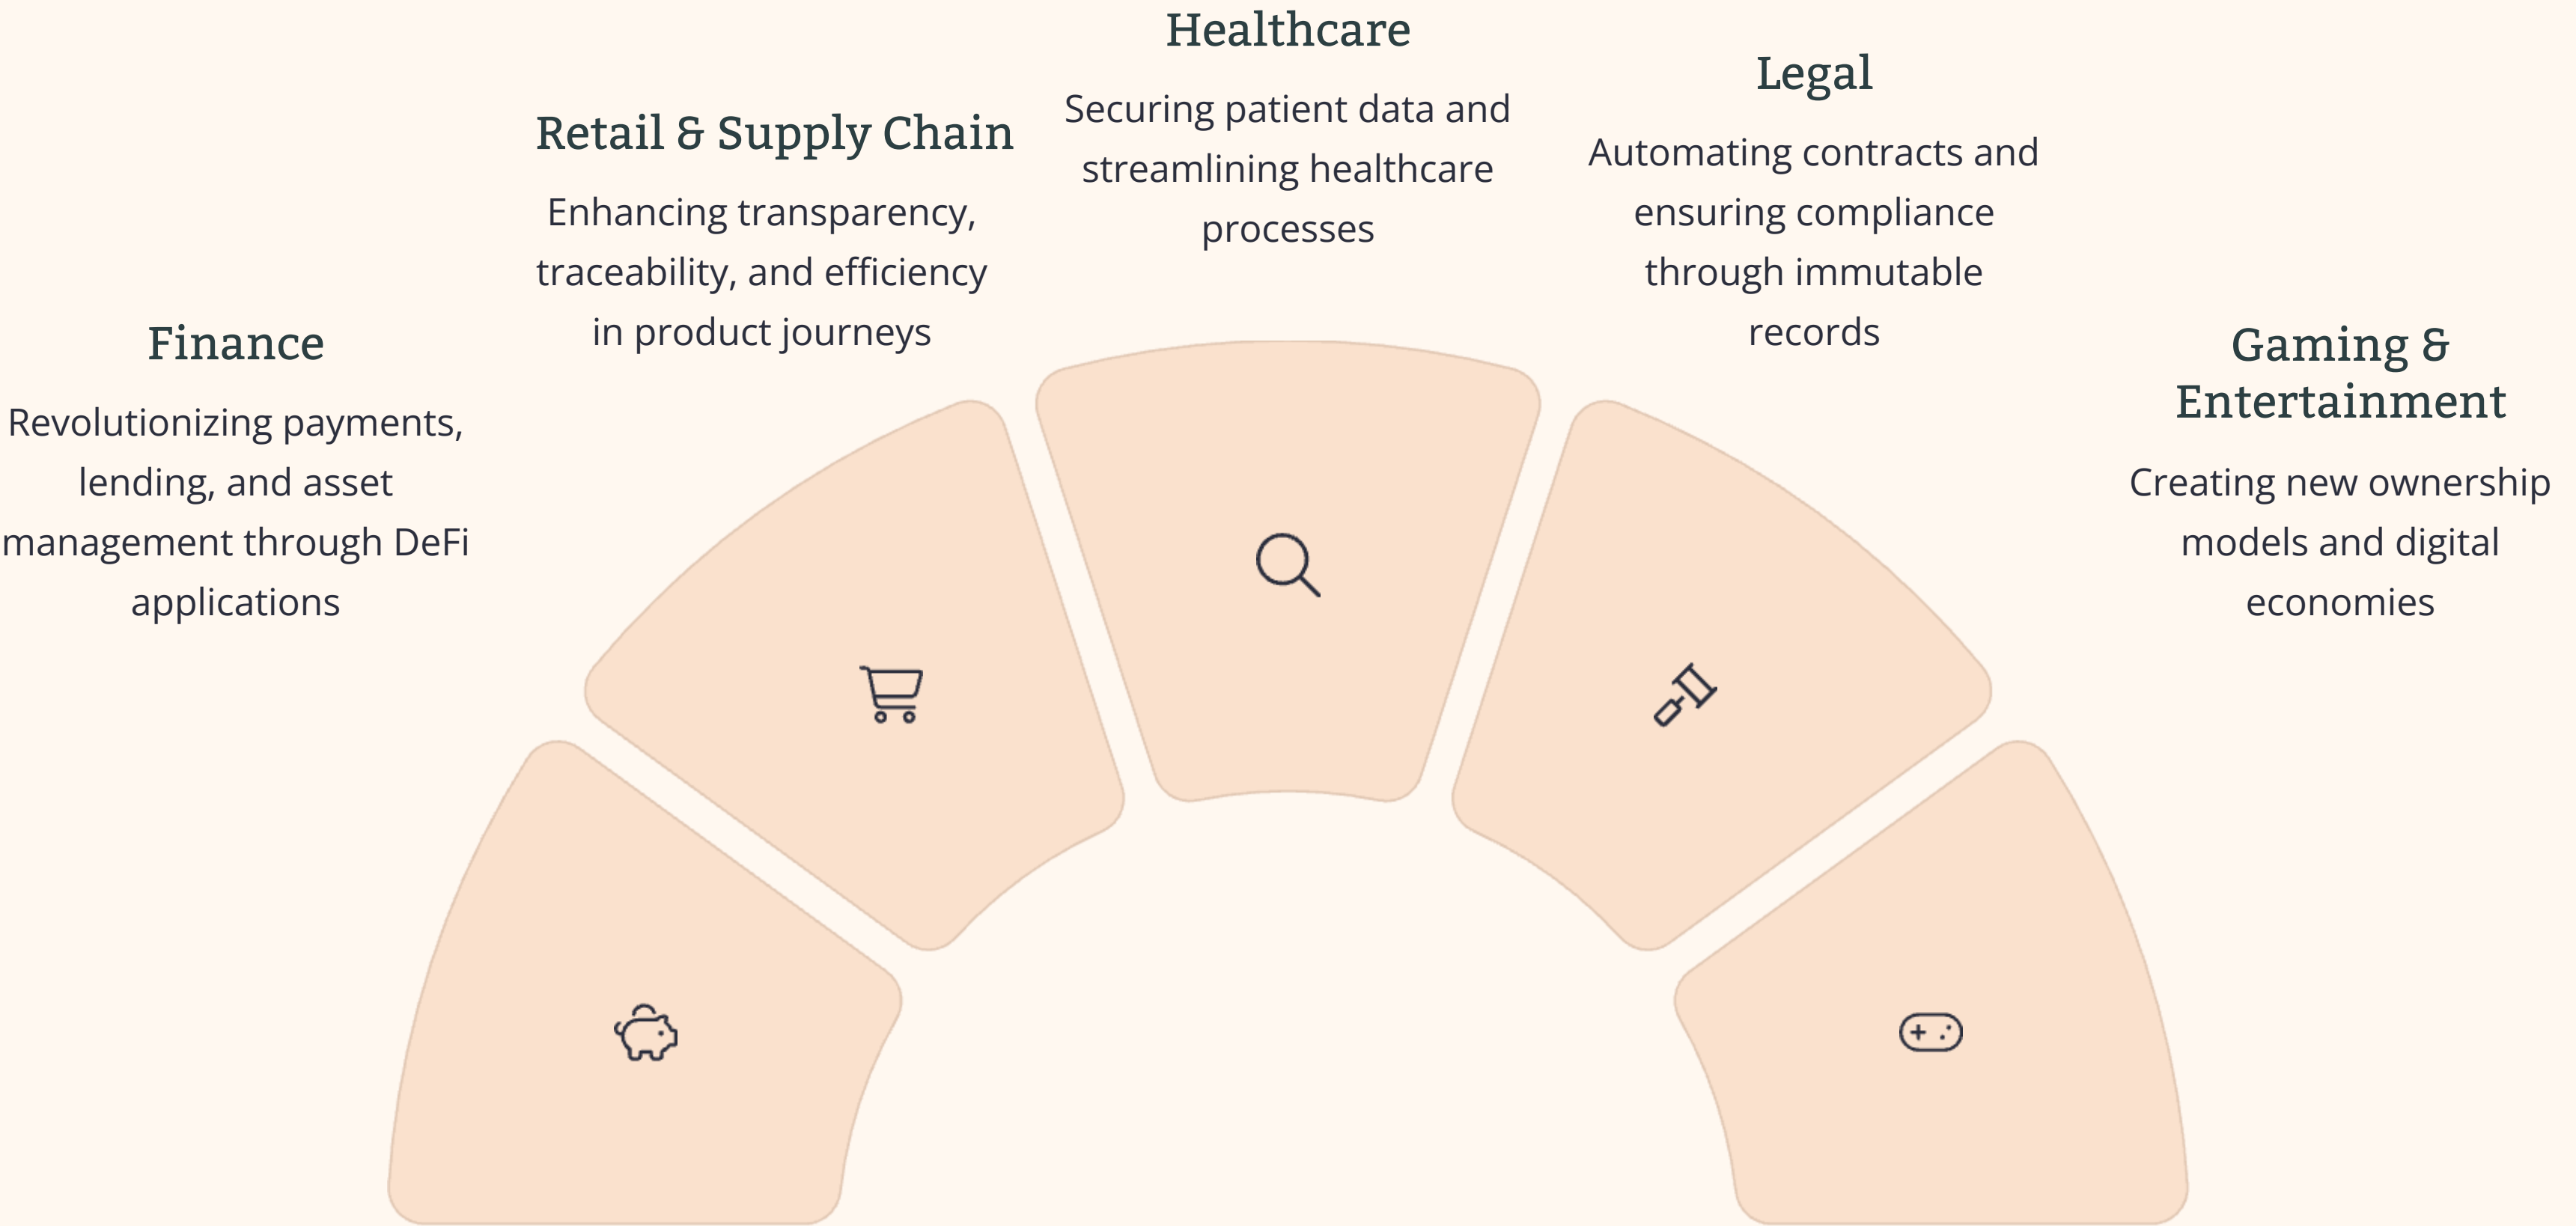 Finance
Revolutionizing payments,
lending, and asset
management through DeFi
applications
Retail & Supply Chain
Enhancing transparency,
traceability, and efficiency
in product journeys
Healthcare
Securing patient data and
streamlining healthcare
processes
Legal
Automating contracts and
ensuring compliance
through immutable
records
Gaming &
Entertainment
Creating new ownership
models and digital
economies